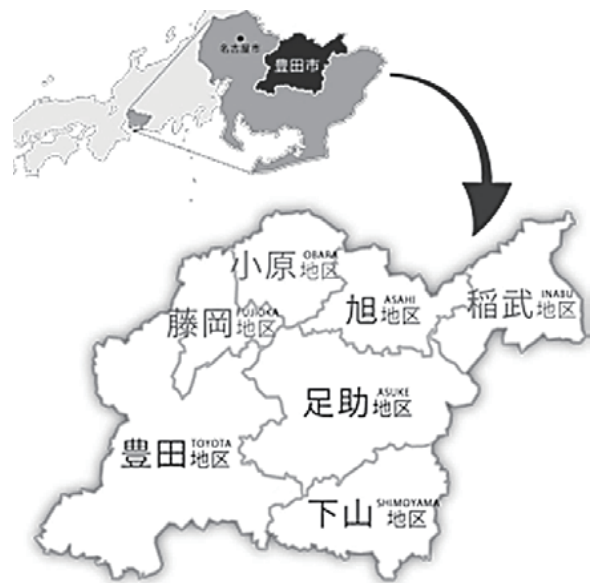 名古屋市
豊田市
小原 OBARA 地区
藤岡 FUJIOKA 地区
旭 ASAHI 地区
稲武 INABU 地区
足助 ASUKE 地区
豊田 TOYOTA 地区
下山 SHIMOYAMA 地区